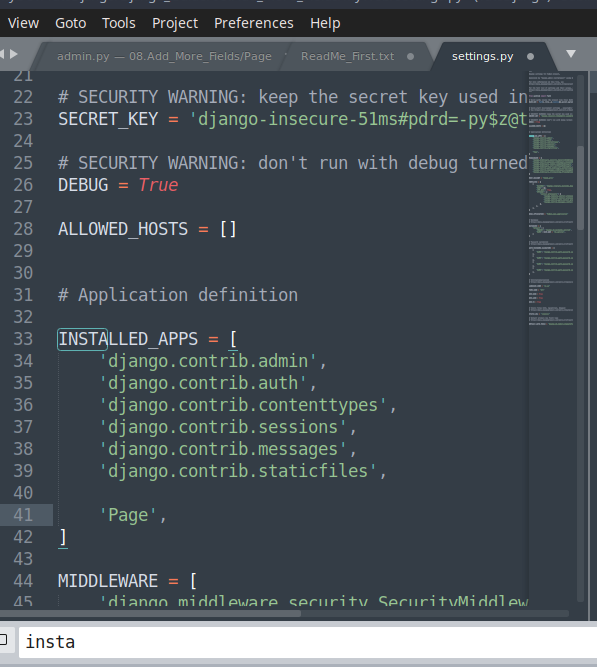 View Goto Tools Project Preferences Help
admin.py — 08.Add_More_Fields/Page ReadMe_First.txt settings.py
21
22 # SECURITY WARNING: keep the secret key used in
23 SECRET_KEY = 'django-insecure-51ms#pdrd=-py$z@t
24
25 # SECURITY WARNING: don't run with debug turned
26 DEBUG = True
27
28 ALLOWED_HOSTS = []
29
30
31 # Application definition
32
33 INSTALLED_APPS = [
34 'django.contrib.admin',
35 'django.contrib.auth',
36 'django.contrib.contenttypes',
37 'django.contrib.sessions',
38 'django.contrib.messages',
39 'django.contrib.staticfiles',
40
41 'Page',
42 ]
43
44 MIDDLEWARE = [
45 'django.middleware.security.SecurityMiddlew
insta